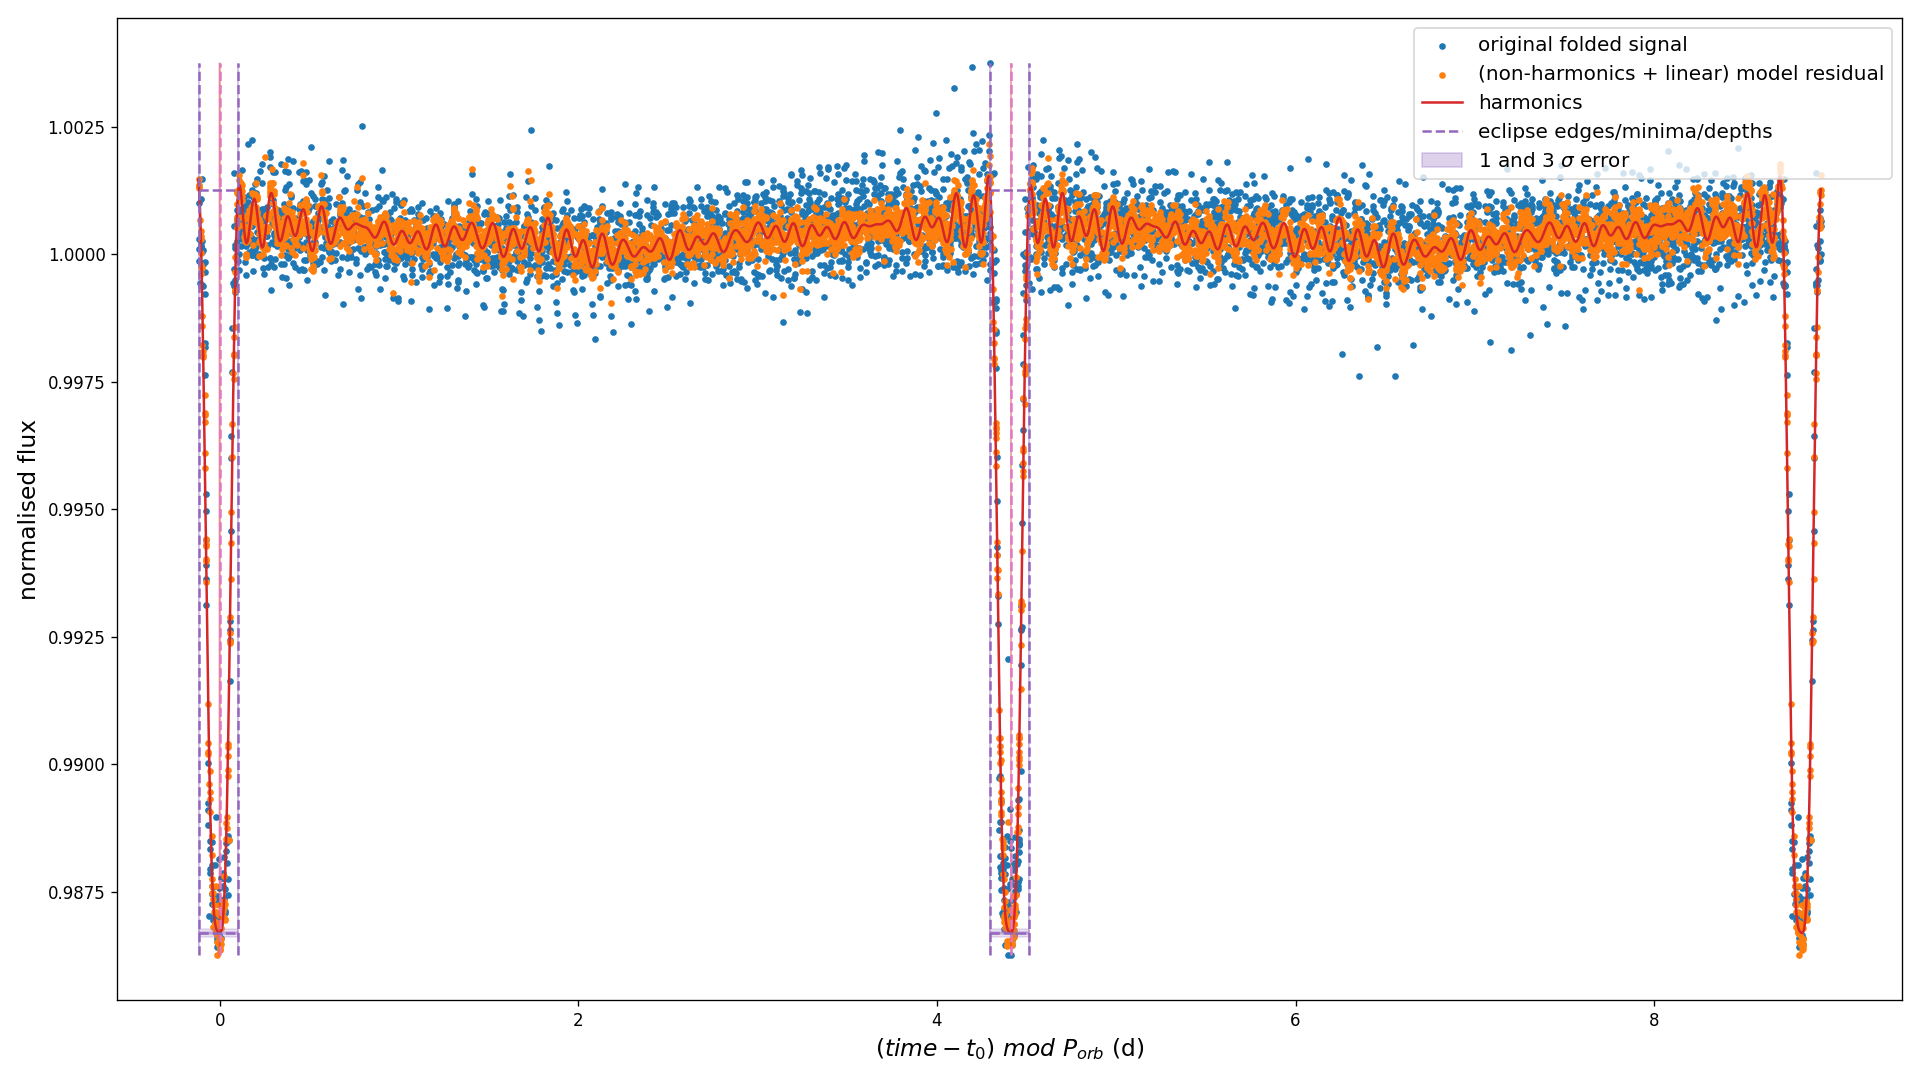 original folded signal
(non-harmonics + linear) model residual
harmonics
eclipse edges/minima/depths
1 and 3 σ error
normalised flux
1.0025
1.0000
0.9975
0.9950
0.9925
0.9900
0.9875
0 2 4 6 8
(time − t₀) mod P_orb (d)